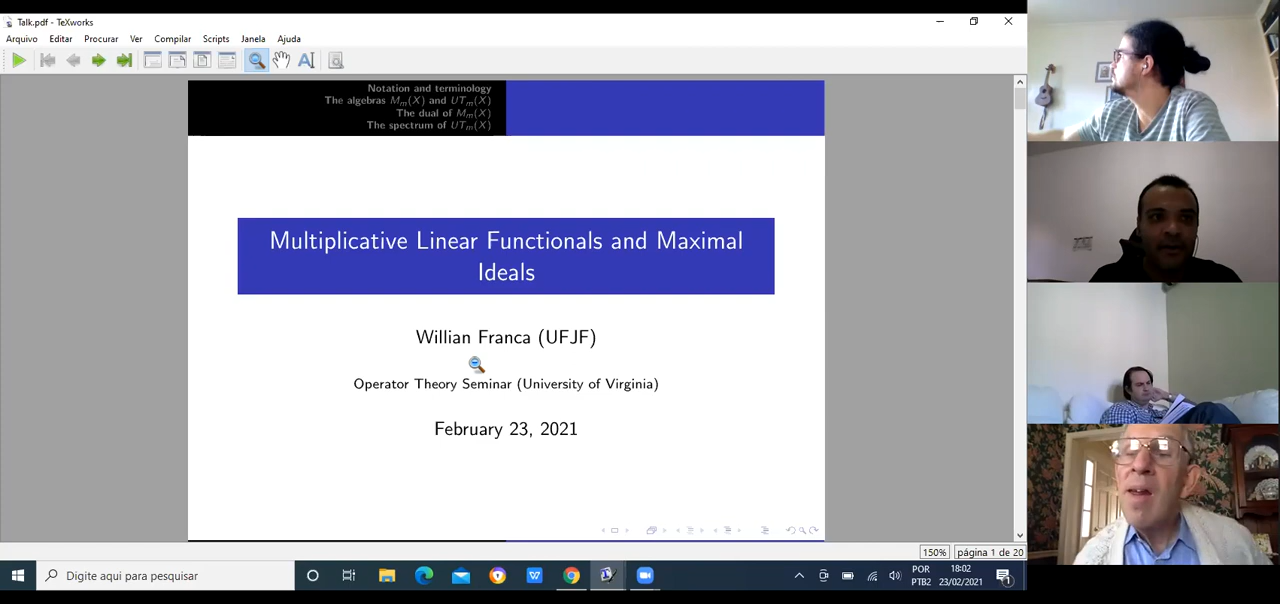 Talk.pdf - TeXworks
Arquivo Editar Procurar Ver Compilar Scripts Janela Ajuda
Notation and terminology
The algebras Mm(X) and UTm(X)
The dual of Mm(X)
The spectrum of UTm(X)
Multiplicative Linear Functionals and Maximal
Ideals
Willian Franca (UFJF)
Operator Theory Seminar (University of Virginia)
February 23, 2021
150% página 1 de 20
Digite aqui para pesquisar
POR
PTB2
18:02
23/02/2021